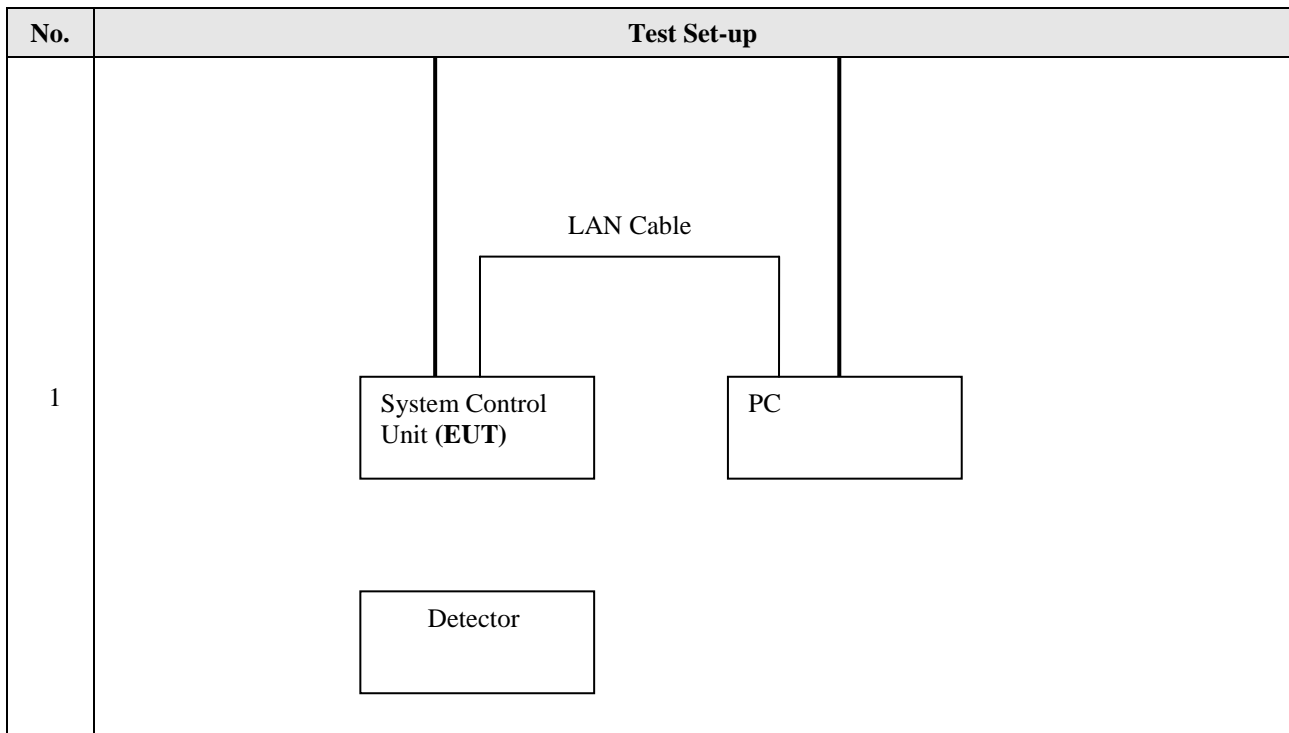 No.
Test Set-up
LAN Cable
1
System Control
Unit (EUT)
PC
Detector